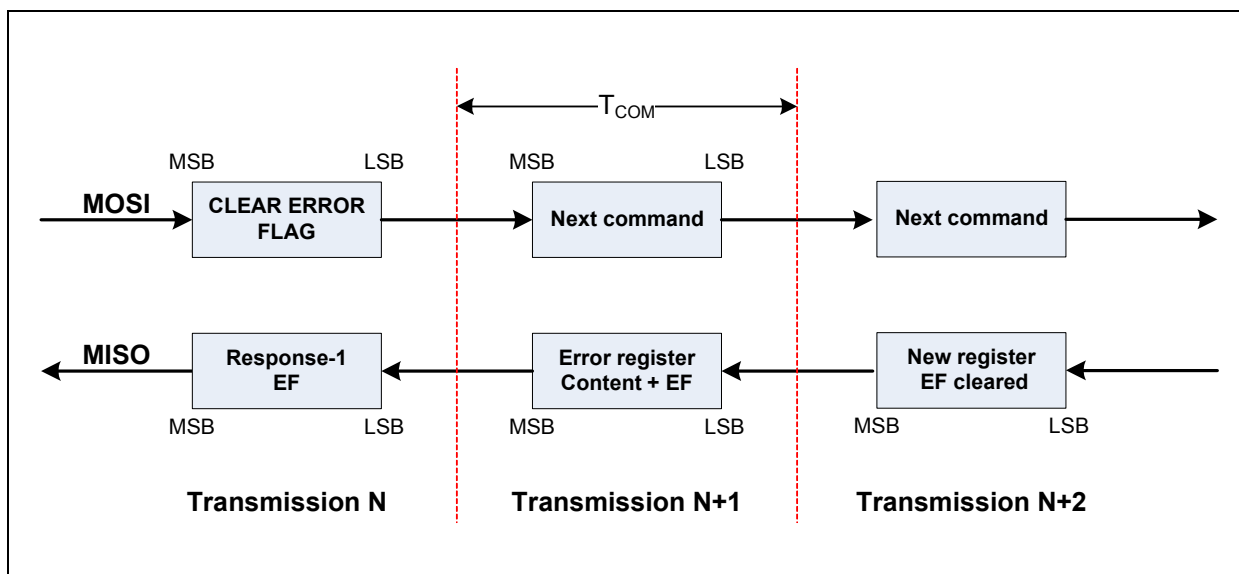 T_COM
MSB LSB MSB LSB
MOSI CLEAR ERROR FLAG Next command Next command
MISO Response-1 EF Error register Content + EF New register EF cleared
MSB LSB MSB LSB MSB LSB
Transmission N Transmission N+1 Transmission N+2